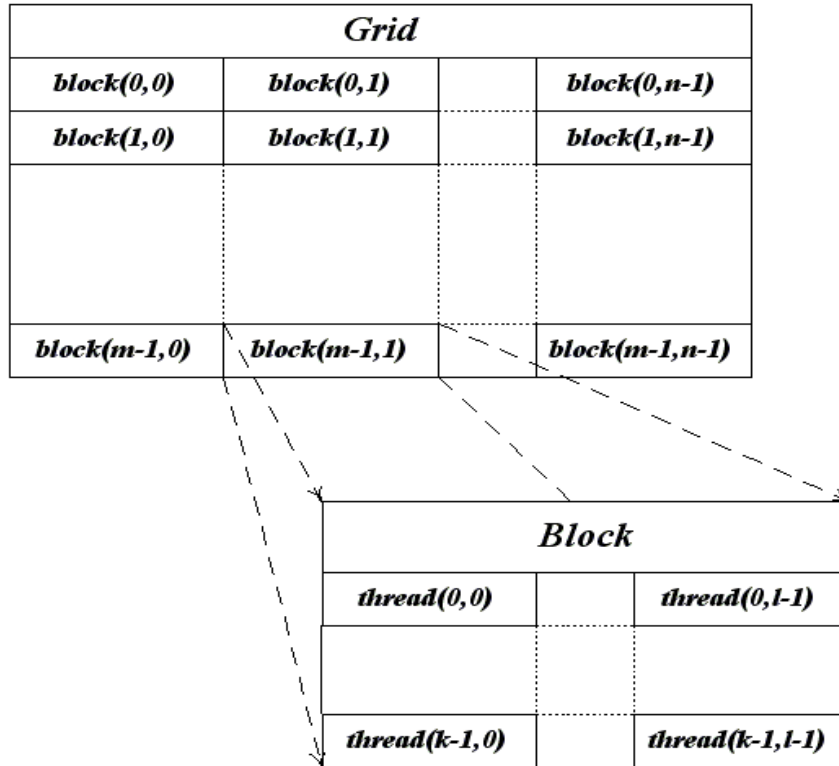 Grid
block(0,0) block(0,1) block(0,n-1)
block(1,0) block(1,1) block(1,n-1)
block(m-1,0) block(m-1,1) block(m-1,n-1)
Block
thread(0,0) thread(0,l-1)
thread(k-1,0) thread(k-1,l-1)